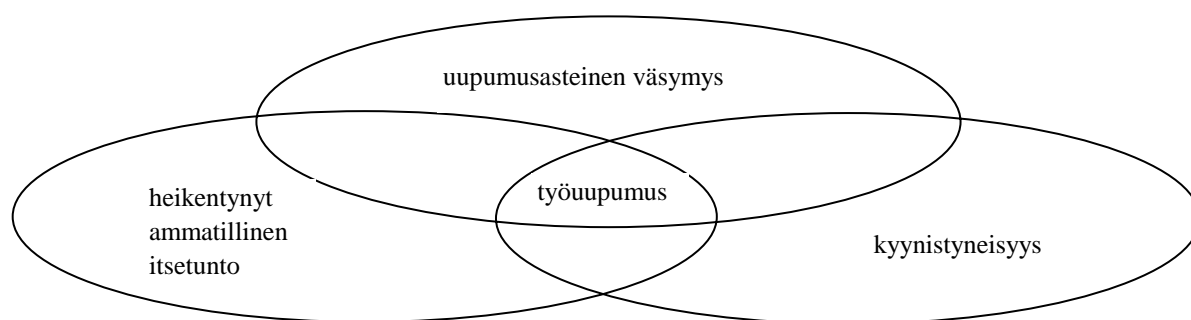 uupumusasteinen väsymys
työuupumus
heikentynyt
ammatillinen
itsetunto
kyynistyneisyys